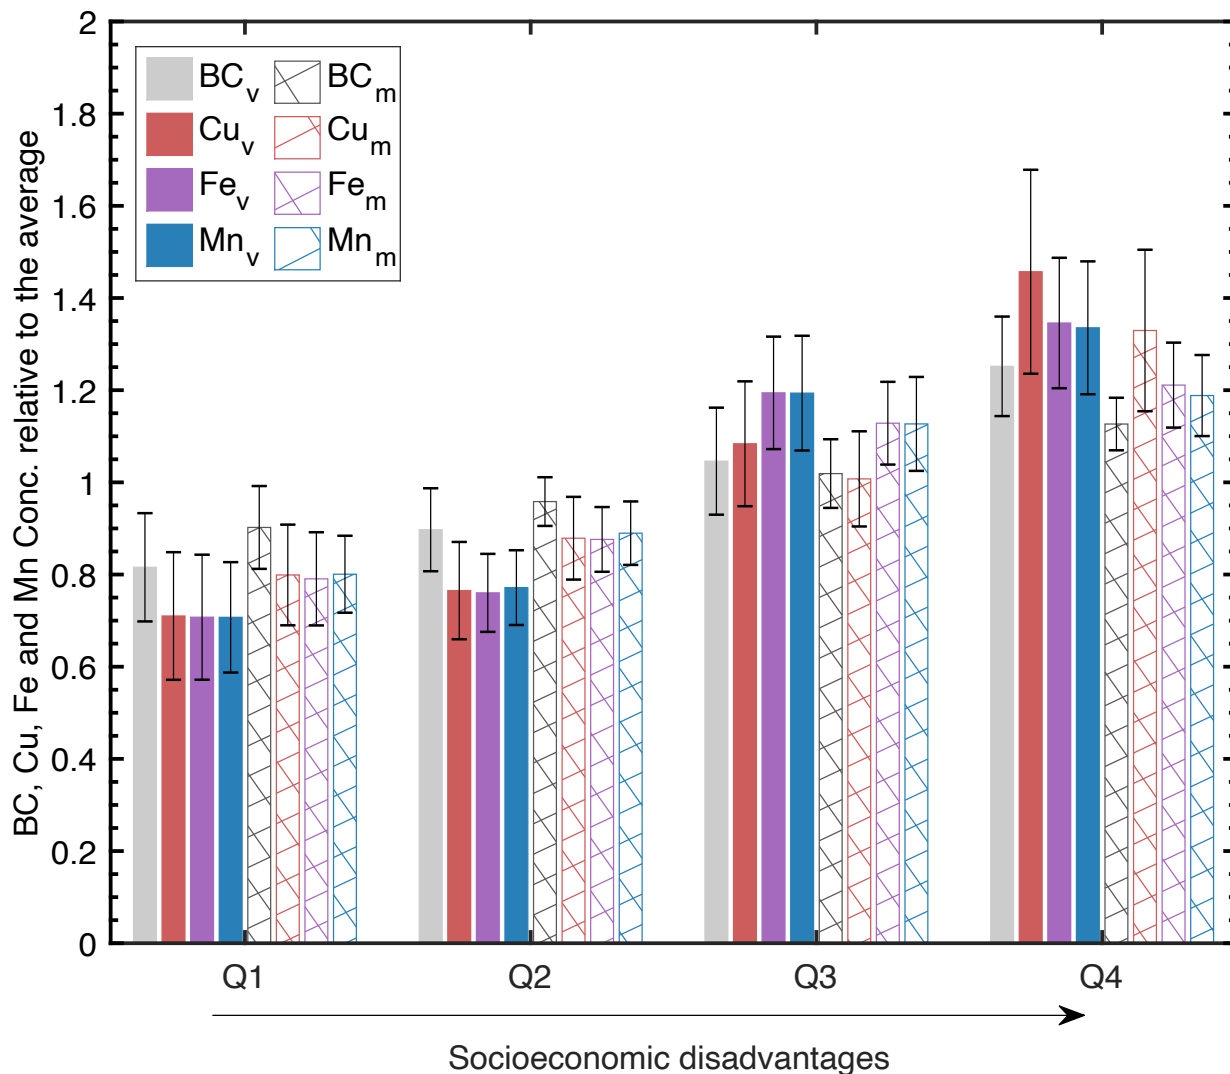 BC, Cu, Fe and Mn Conc. relative to the average
2
1.8
1.6
1.4
1.2
1
0.8
0.6
0.4
0.2
0
BCv BCm
Cuv Cum
Fev Fem
Mnv Mnm
Q1 Q2 Q3 Q4
Socioeconomic disadvantages